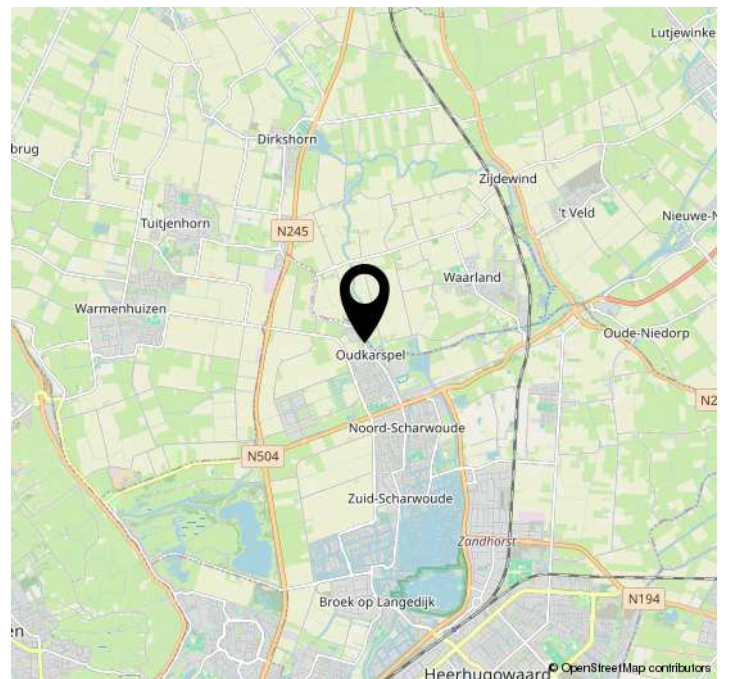 Lutjewinke
Dirkshorn
brug
Zijdewind
't Veld
Tuitjenhorn
Nieuwe-N
N245
Waarland
Warmenhuizen
Oude-Niedorp
Oudkarspel
N2
Noord-Scharwoude
N504
Zuid-Scharwoude
Zandhorst
Broek op Langedijk
N194
en
Heerhugowaard
© OpenStreetMap contributors